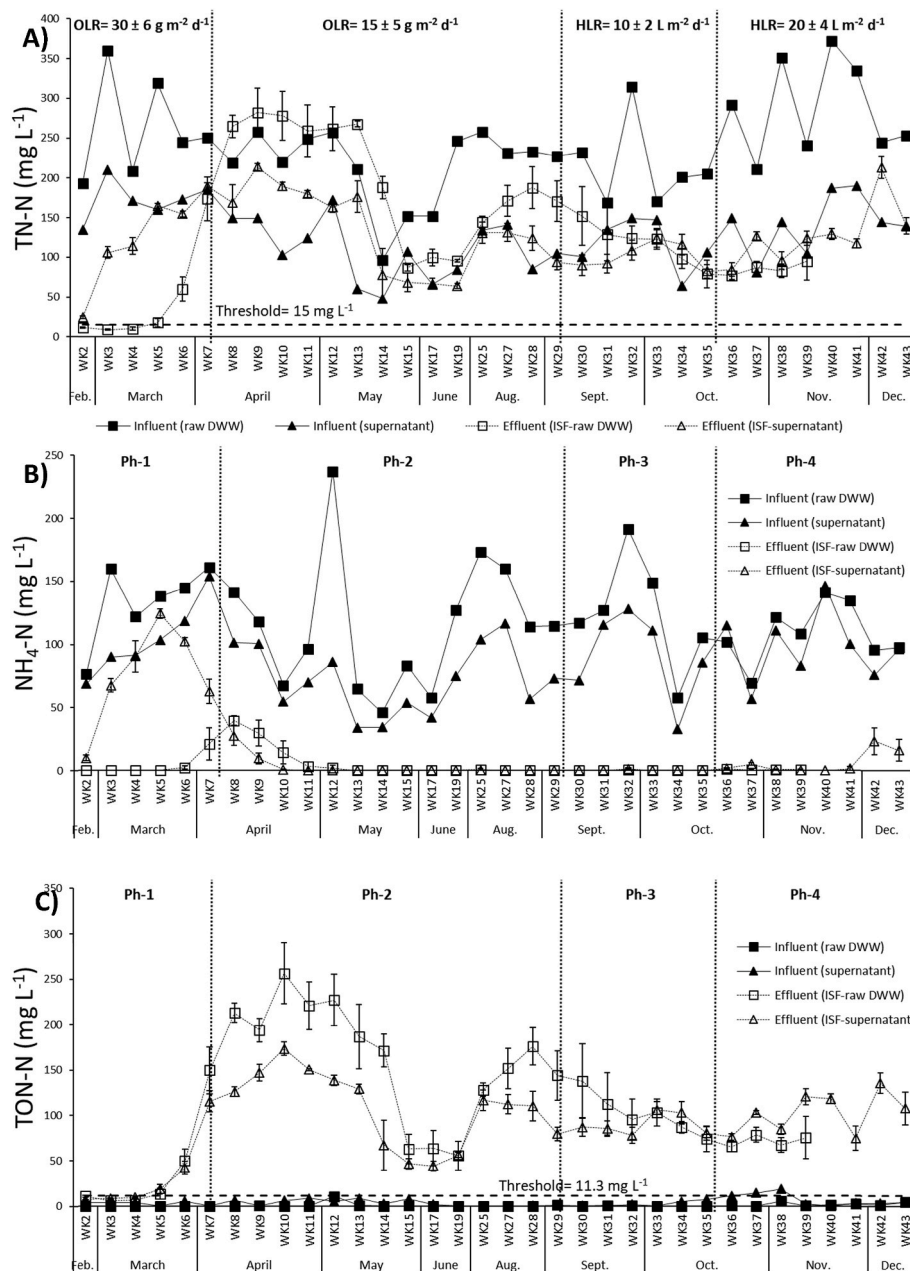 A)
OLR= 30 ± 6 g m⁻² d⁻¹ OLR= 15 ± 5 g m⁻² d⁻¹ HLR= 10 ± 2 L m⁻² d⁻¹ HLR= 20 ± 4 L m⁻² d⁻¹
TN-N (mg L⁻¹)
400
350
300
250
200
150
100
50
0
Threshold= 15 mg L⁻¹
WK2 WK3 WK4 WK5 WK6 WK7 WK8 WK9 WK10 WK11 WK12 WK13 WK14 WK15 WK17 WK19 WK25 WK27 WK28 WK29 WK30 WK31 WK32 WK33 WK34 WK35 WK36 WK37 WK38 WK39 WK40 WK41 WK42 WK43
Feb. March April May June Aug. Sept. Oct. Nov. Dec.
Influent (raw DWW) Influent (supernatant) Effluent (ISF-raw DWW) Effluent (ISF-supernatant)
B)
Ph-1 Ph-2 Ph-3 Ph-4
NH₄-N (mg L⁻¹)
250
200
150
100
50
0
Influent (raw DWW)
Influent (supernatant)
Effluent (ISF-raw DWW)
Effluent (ISF-supernatant)
WK2 WK3 WK4 WK5 WK6 WK7 WK8 WK9 WK10 WK11 WK12 WK13 WK14 WK15 WK17 WK19 WK25 WK27 WK28 WK29 WK30 WK31 WK32 WK33 WK34 WK35 WK36 WK37 WK38 WK39 WK40 WK41 WK42 WK43
Feb. March April May June Aug. Sept. Oct. Nov. Dec.
C)
Ph-1 Ph-2 Ph-3 Ph-4
TON-N (mg L⁻¹)
350
300
250
200
150
100
50
0
Influent (raw DWW)
Influent (supernatant)
Effluent (ISF-raw DWW)
Effluent (ISF-supernatant
Threshold= 11.3 mg L⁻¹
WK2 WK3 WK4 WK5 WK6 WK7 WK8 WK9 WK10 WK11 WK12 WK13 WK14 WK15 WK17 WK19 WK25 WK27 WK28 WK29 WK30 WK31 WK32 WK33 WK34 WK35 WK36 WK37 WK38 WK39 WK40 WK41 WK42 WK43
Feb. March April May June Aug. Sept. Oct. Nov. Dec.